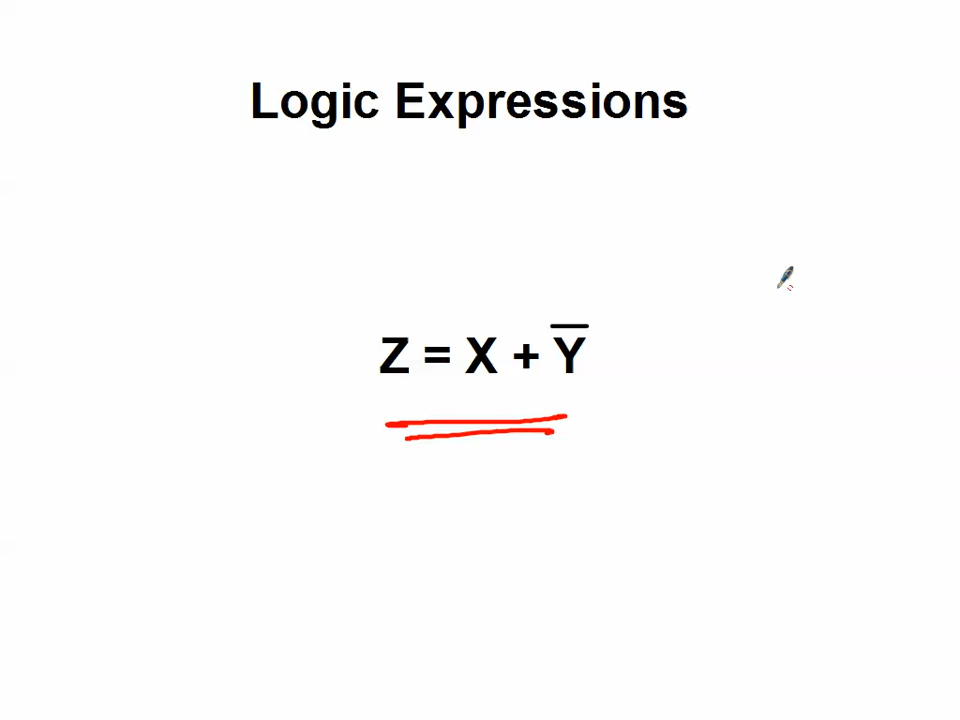 Logic Expressions
Z = X + Y̅